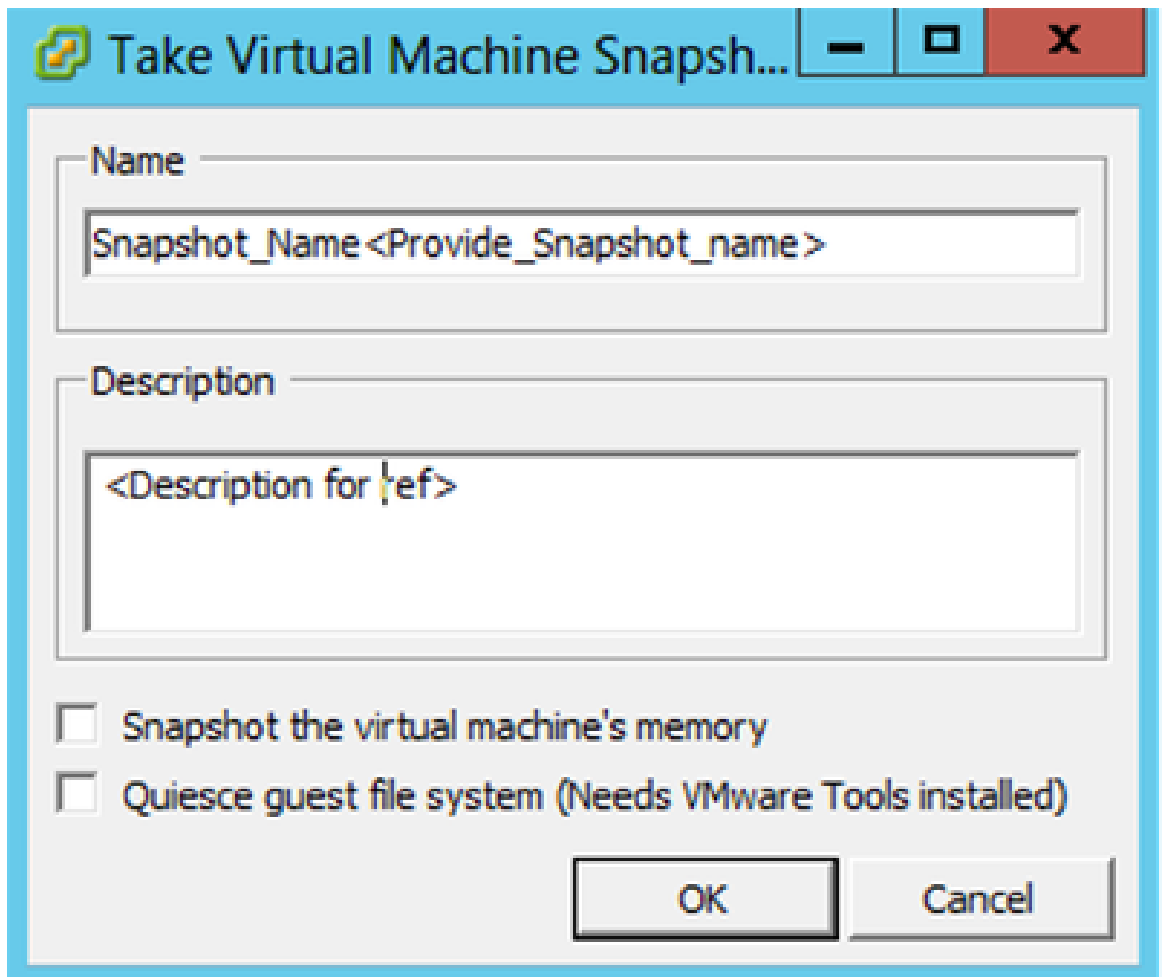 Take Virtual Machine Snapsh...
Name
Snapshot_Name<Provide_Snapshot_name>
Description
<Description for ref>
Snapshot the virtual machine's memory
Quiesce guest file system (Needs VMware Tools installed)
OK Cancel